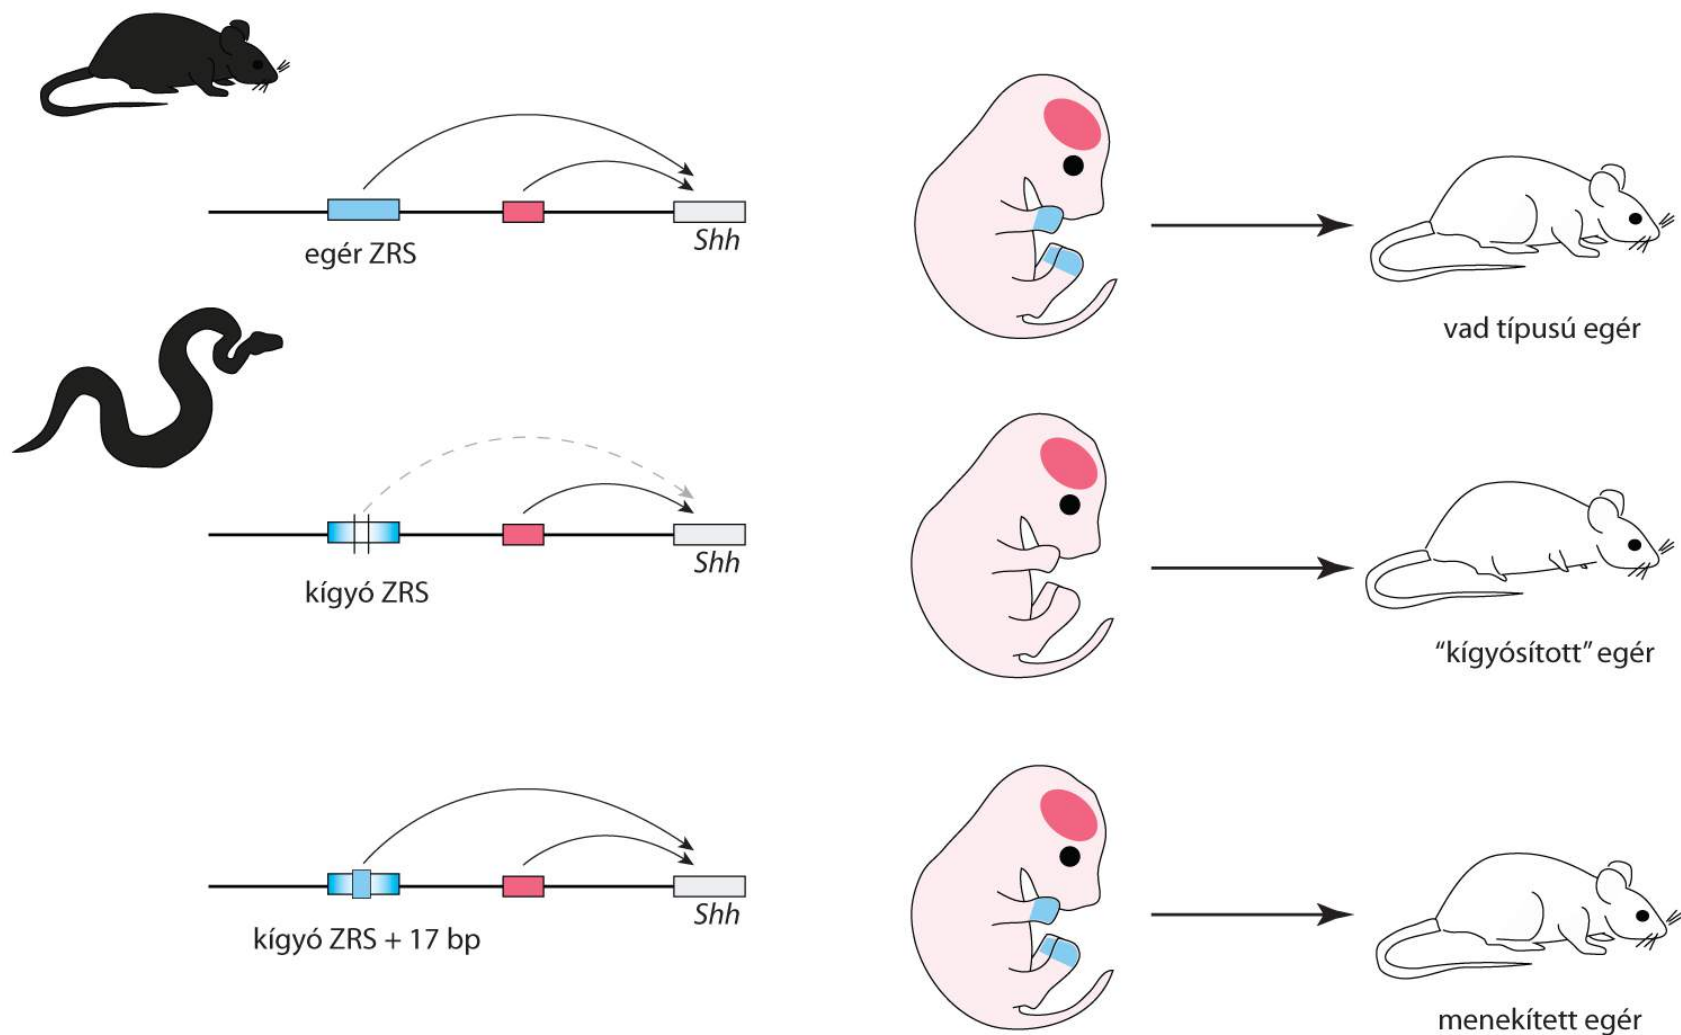 Shh
egér ZRS
vad típusú egér
Shh
kígyó ZRS
“kígyósított” egér
Shh
kígyó ZRS + 17 bp
menekített egér